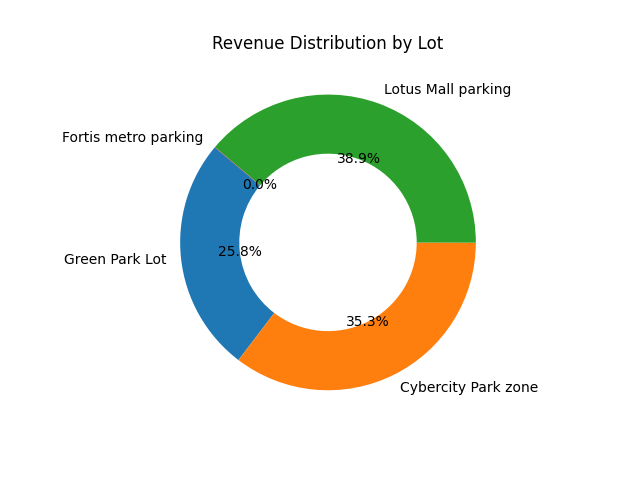 Revenue Distribution by Lot
Lotus Mall parking
38.9%
Fortis metro parking
0.0%
Green Park Lot
25.8%
Cybercity Park zone
35.3%